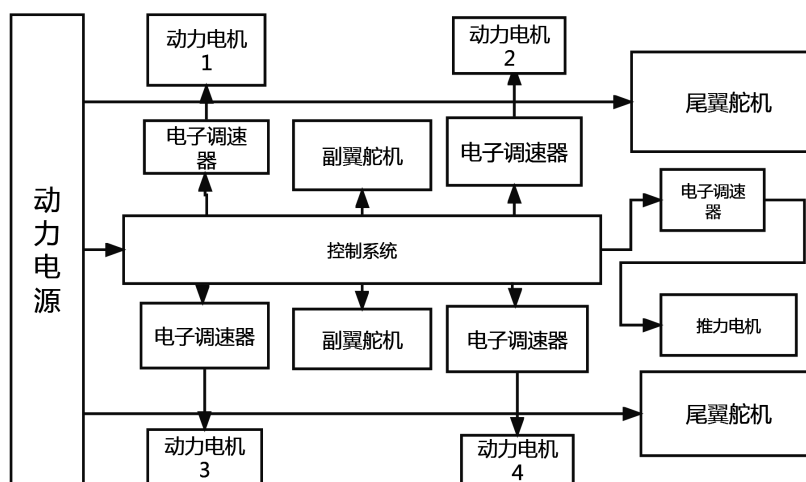 动力电机
1
动力电机
2
尾翼舵机
电子调速
器
副翼舵机
电子调速器
电子调速
器
动
力
电
源
控制系统
电子调速器
副翼舵机
电子调速器
推力电机
尾翼舵机
动力电机
3
动力电机
4